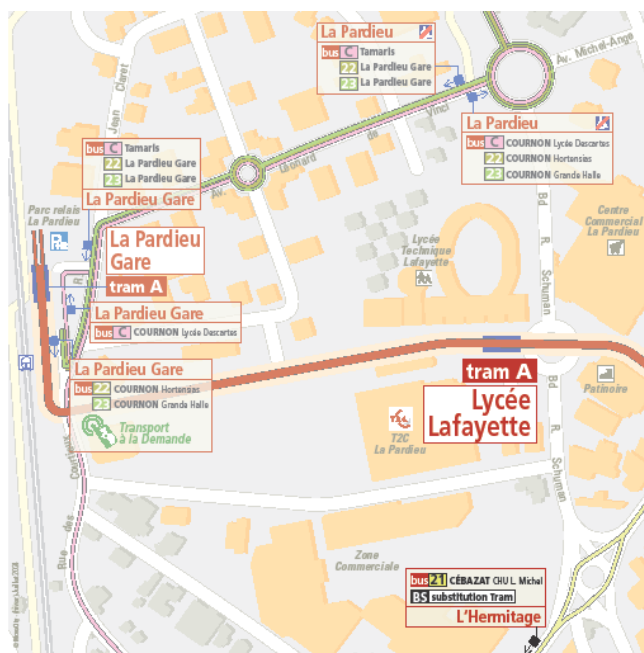 La Pardieu
bus C Tamaris
22 La Pardieu Gare
23 La Pardieu Gare
Av. Michel-Ange
Jean Claret
Av. Léonard de Vinci
La Pardieu
bus C COURNON Lycée Descartes
22 COURNON Hortensias
23 COURNON Grande Halle
bus C Tamaris
22 La Pardieu Gare
23 La Pardieu Gare
La Pardieu Gare
Parc relais
La Pardieu
P+R
La Pardieu
Gare
tram A
R.
Lycée
Technique
Lafayette
Bd R. Schuman
Centre
Commercial
La Pardieu
La Pardieu Gare
bus C COURNON Lycée Descartes
La Pardieu Gare
bus 22 COURNON Hortensias
23 COURNON Grande Halle
Transport
à la Demande
tram A
Lycée
Lafayette
Patinoire
T2C
T2C
La Pardieu
Bd R. Schuman
Rue des Courtiaux
Zone
Commerciale
bus 21 CÉBAZAT CHU L. Michel
BS substitution Tram
L'Hermitage